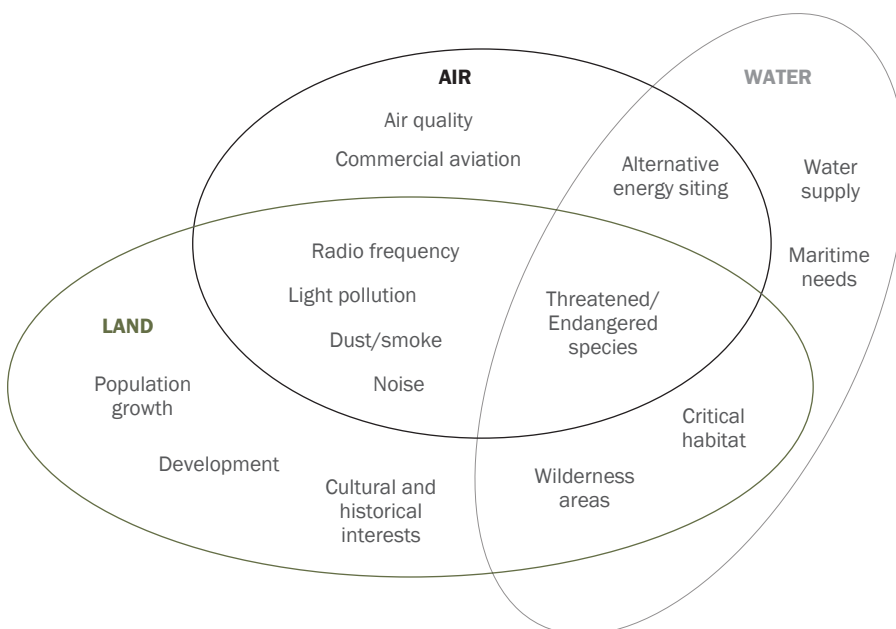 AIR
WATER
Air quality
Commercial aviation
Alternative
energy siting
Water
supply
Maritime
needs
Radio frequency
Light pollution
Dust/smoke
Noise
Threatened/
Endangered
species
LAND
Population
growth
Development
Cultural and
historical
interests
Wilderness
areas
Critical
habitat